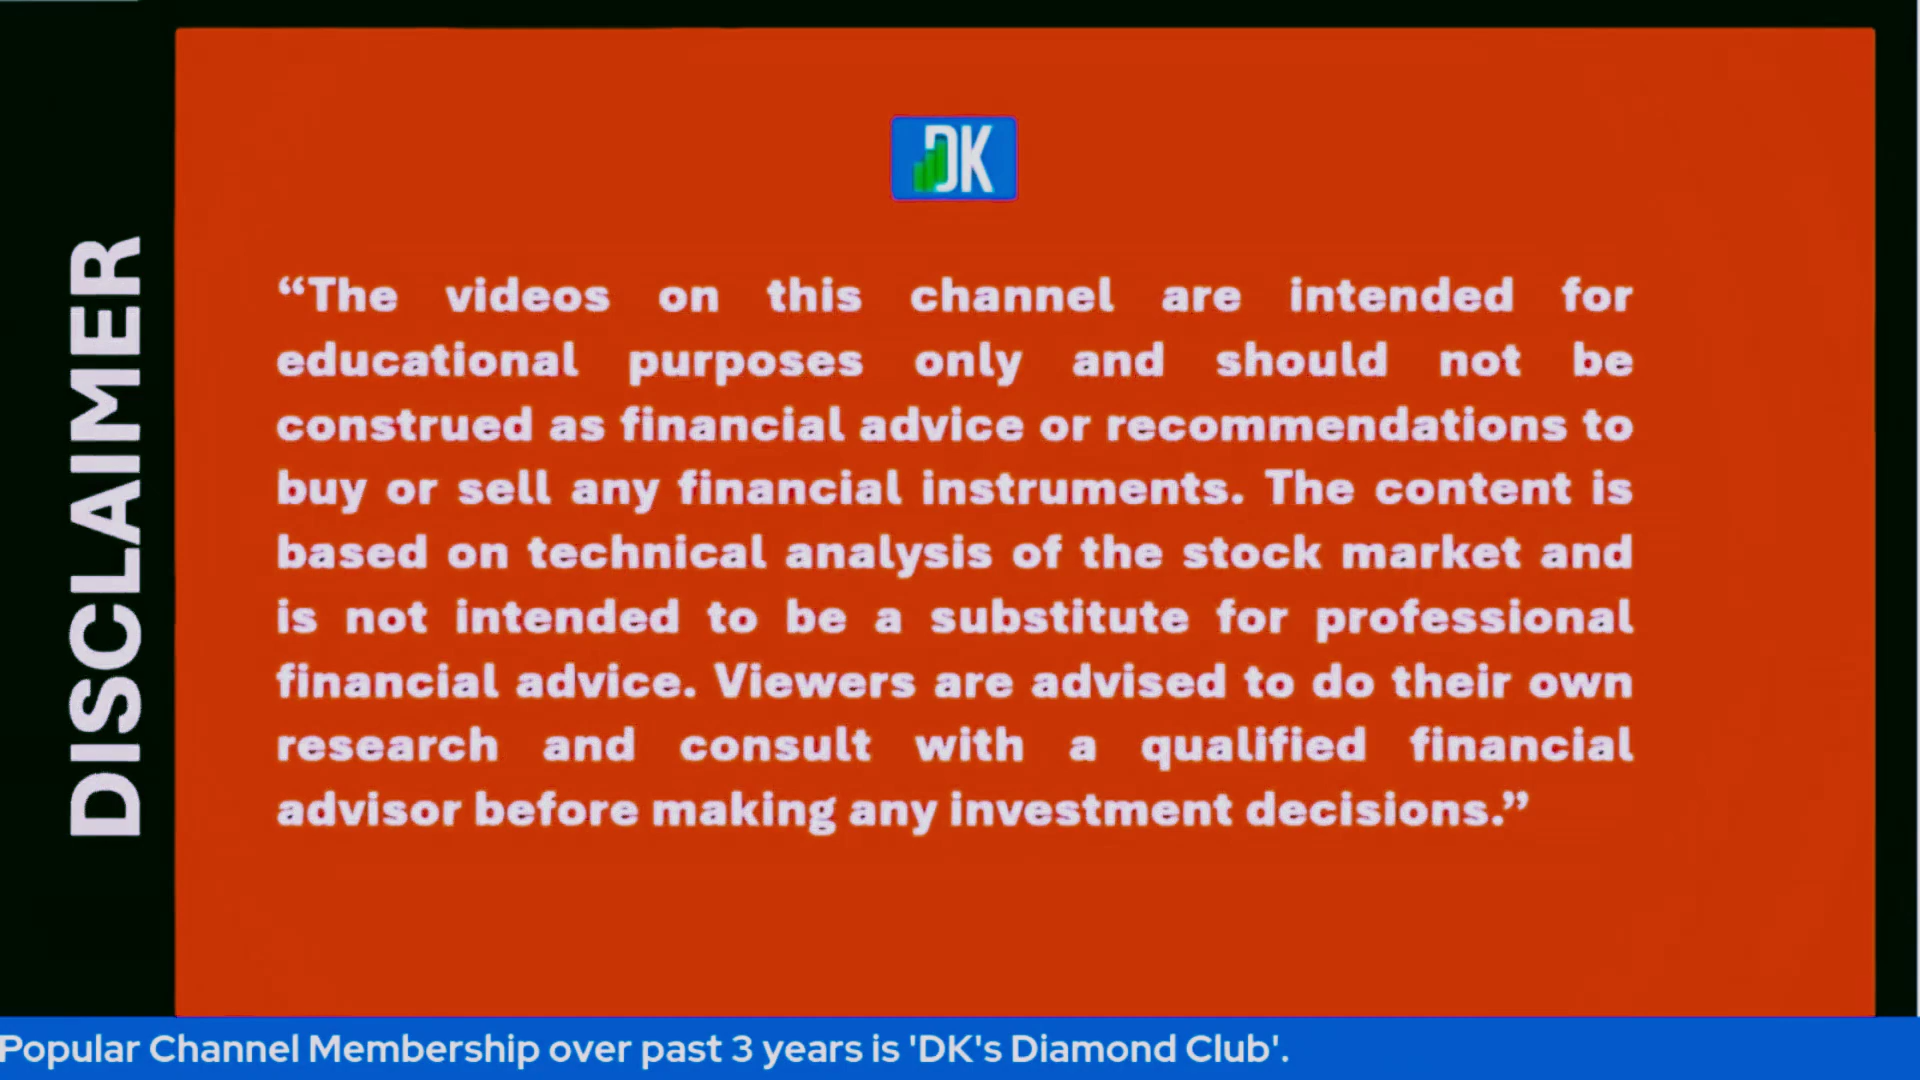 DK
DISCLAIMER
“The videos on this channel are intended for
educational purposes only and should not be
construed as financial advice or recommendations to
buy or sell any financial instruments. The content is
based on technical analysis of the stock market and
is not intended to be a substitute for professional
financial advice. Viewers are advised to do their own
research and consult with a qualified financial
advisor before making any investment decisions.”
Popular Channel Membership over past 3 years is 'DK's Diamond Club'.